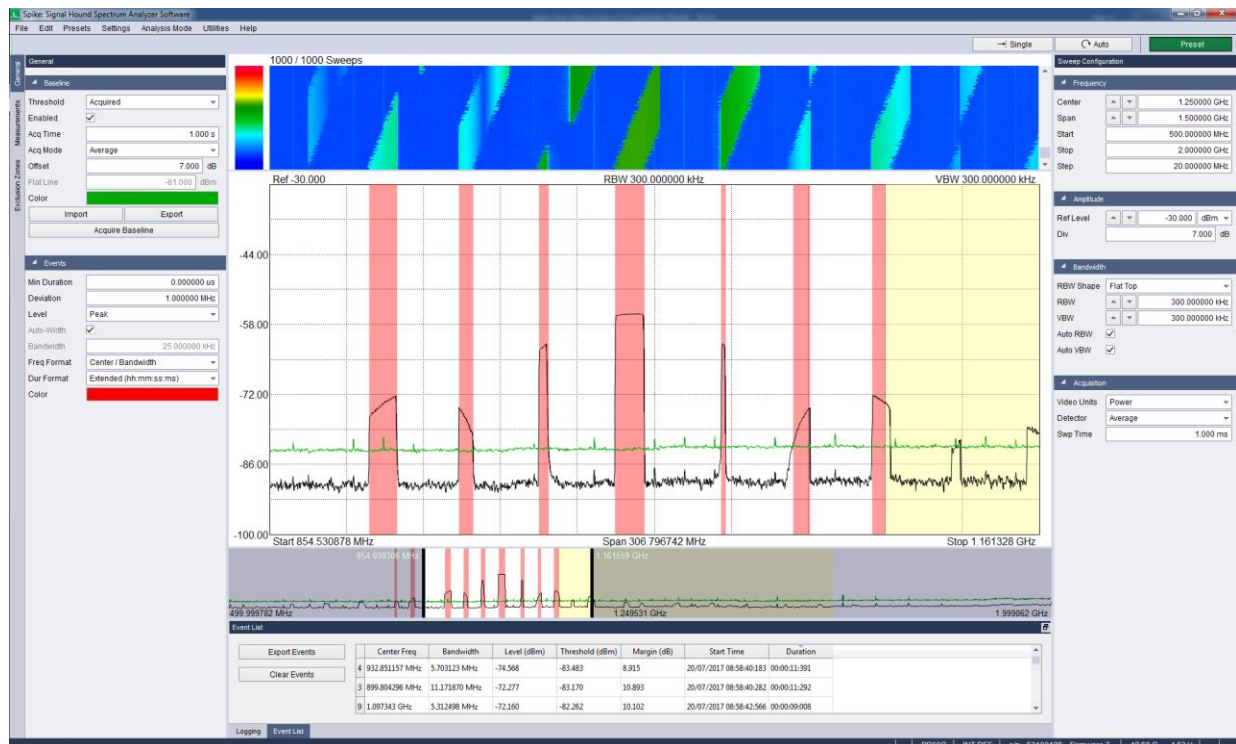 Spike: Signal Hound Spectrum Analyzer Software
File Edit Presets Settings Analysis Mode Utilities Help
Single Auto Preset
General
Measurements
Exclusion Zones
General
Baseline
Threshold Acquired
Enabled
Acq Time 1.000 s
Acq Mode Average
Offset 7.000 dB
Flat Line -81.000 dBm
Color
Import Export
Acquire Baseline
Events
Min Duration 0.000000 us
Deviation 1.000000 MHz
Level Peak
Auto-Width
Bandwidth 25.000000 kHz
Freq Format Center / Bandwidth
Dur Format Extended (hh:mm:ss:ms)
Color
1000 / 1000 Sweeps
Ref -30.000 RBW 300.000000 kHz VBW 300.000000 kHz
-44.00
-58.00
-72.00
-86.00
-100.00
Start 854.530878 MHz Span 306.796742 MHz Stop 1.161328 GHz
854.698306 MHz 1.161559 GHz
499.999782 MHz 1.249531 GHz 1.999062 GHz
Event List
Export Events
Clear Events
Center Freq Bandwidth Level (dBm) Threshold (dBm) Margin (dB) Start Time Duration
4 932.851157 MHz 5.703123 MHz -74.568 -83.483 8.915 20/07/2017 08:58:40:183 00:00:11:391
3 899.804296 MHz 11.171870 MHz -72.277 -83.170 10.893 20/07/2017 08:58:40:282 00:00:11:292
9 1.097343 GHz 5.312498 MHz -72.160 -82.262 10.102 20/07/2017 08:58:42:566 00:00:09:008
Logging Event List
Sweep Configuration
Frequency
Center 1.250000 GHz
Span 1.500000 GHz
Start 500.000000 MHz
Stop 2.000000 GHz
Step 20.000000 MHz
Amplitude
Ref Level -30.000 dBm
Div 7.000 dB
Bandwidth
RBW Shape Flat Top
RBW 300.000000 kHz
VBW 300.000000 kHz
Auto RBW
Auto VBW
Acquisition
Video Units Power
Detector Average
Swp Time 1.000 ms